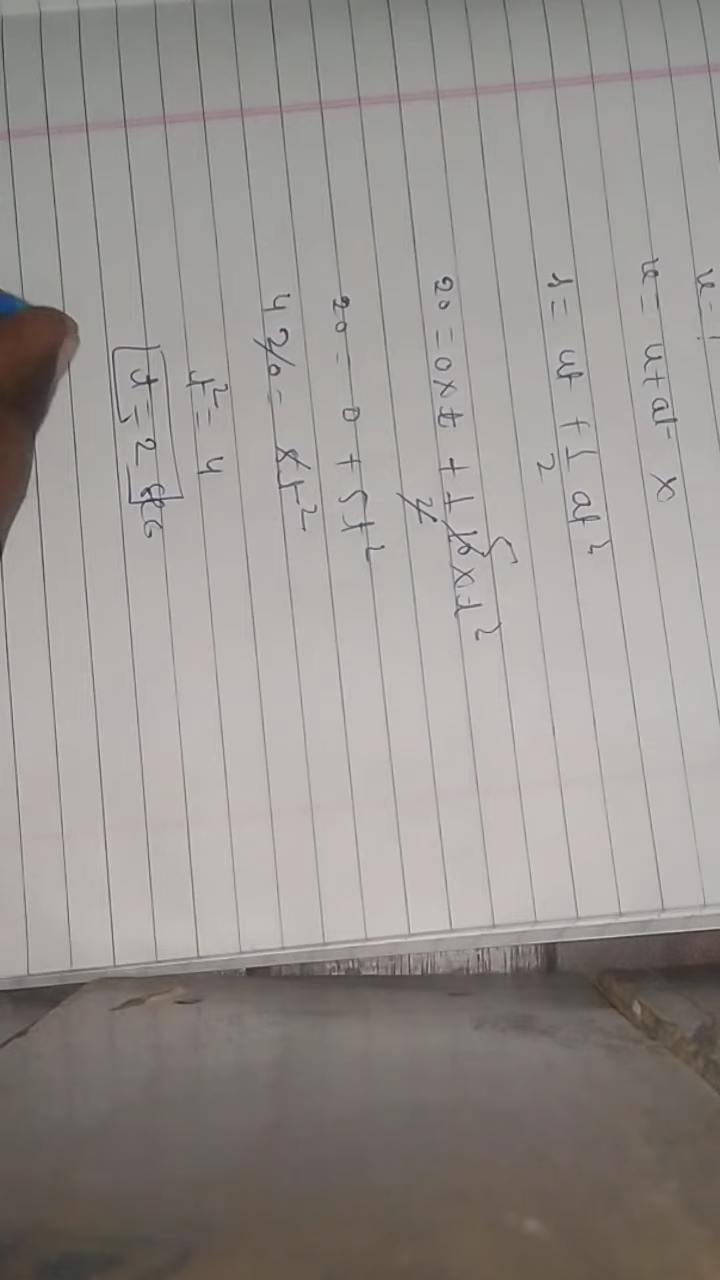 u = u + at x
s = ut + 1/2 at²
20 = 0 x t + 1/2 10 5 x t²
20 = 0 + 5t²
4 20 = 5t²
t² = 4
t = 2 sec